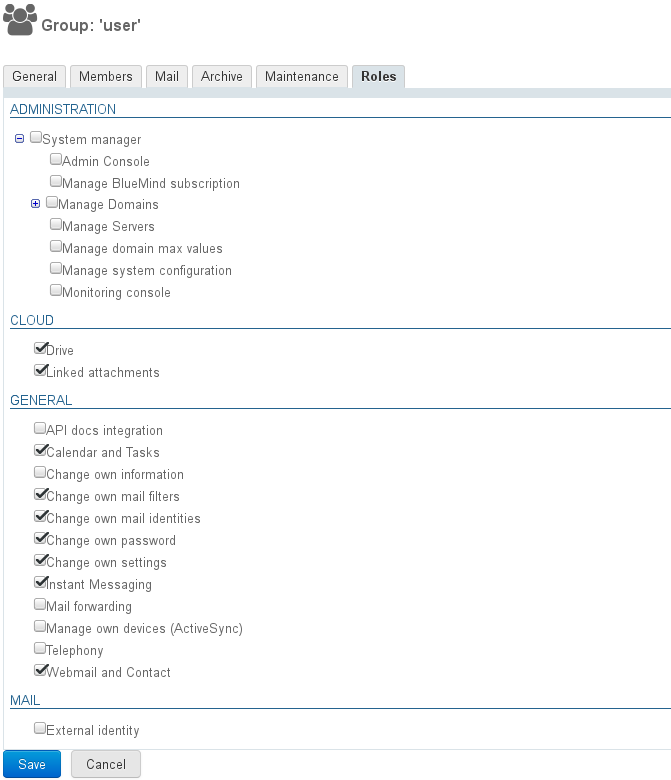 Group: 'user'
General Members Mail Archive Maintenance Roles
ADMINISTRATION
System manager
Admin Console
Manage BlueMind subscription
Manage Domains
Manage Servers
Manage domain max values
Manage system configuration
Monitoring console
CLOUD
Drive
Linked attachments
GENERAL
API docs integration
Calendar and Tasks
Change own information
Change own mail filters
Change own mail identities
Change own password
Change own settings
Instant Messaging
Mail forwarding
Manage own devices (ActiveSync)
Telephony
Webmail and Contact
MAIL
External identity
Save Cancel